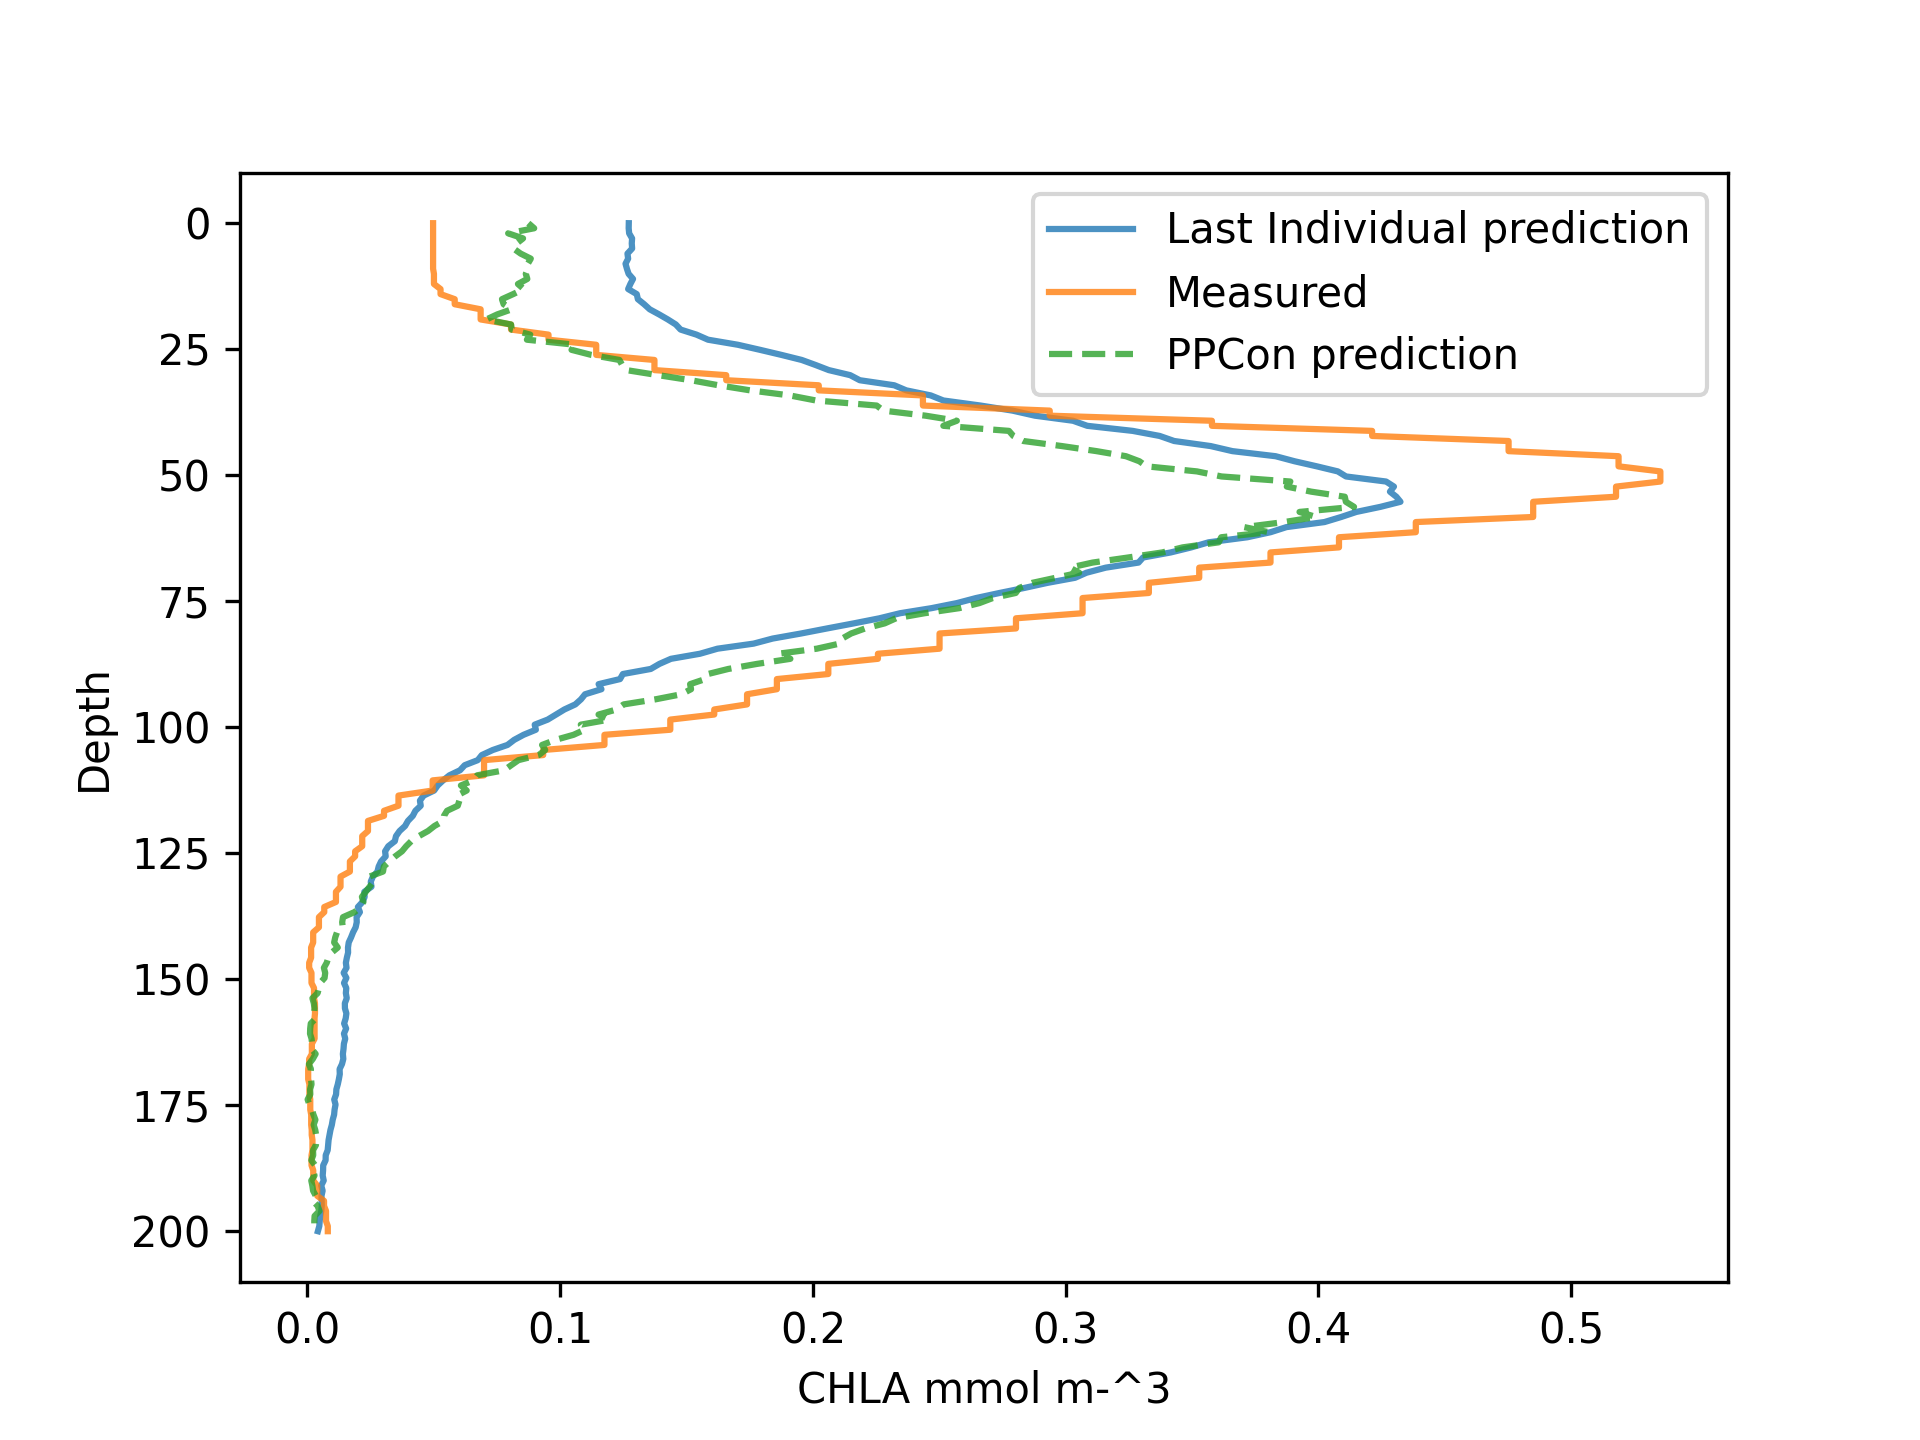 Last Individual prediction
Measured
PPCon prediction
0
25
50
75
100
125
150
175
200
Depth
0.0 0.1 0.2 0.3 0.4 0.5
CHLA mmol m-^3